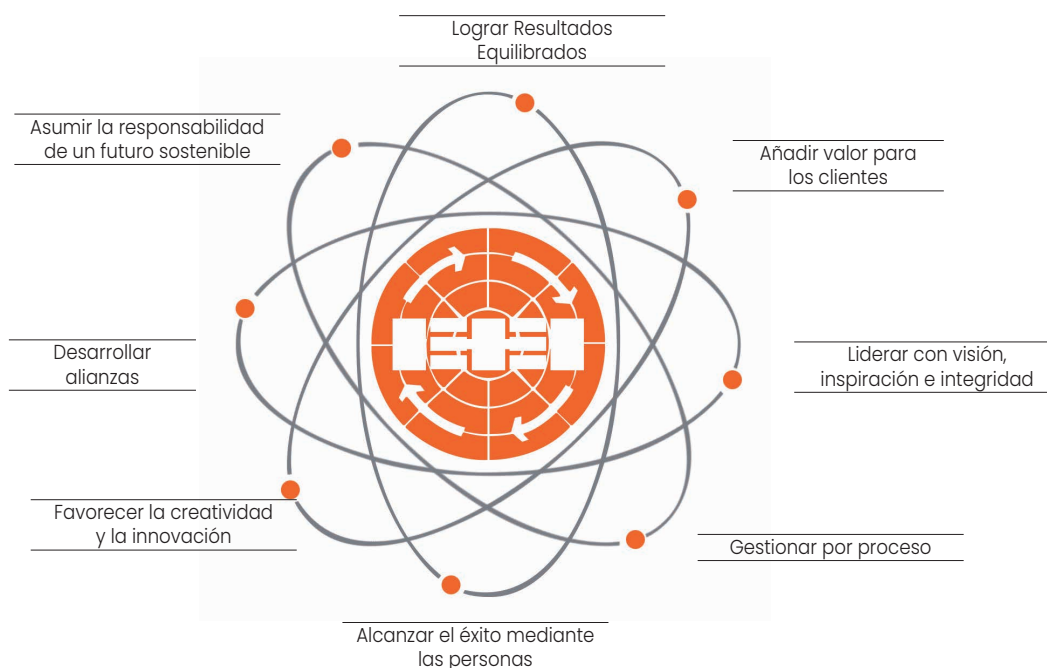 Lograr Resultados
Equilibrados
Asumir la responsabilidad
de un futuro sostenible
Añadir valor para
los clientes
Desarrollar
alianzas
Liderar con visión,
inspiración e integridad
Favorecer la creatividad
y la innovación
Gestionar por proceso
Alcanzar el éxito mediante
las personas